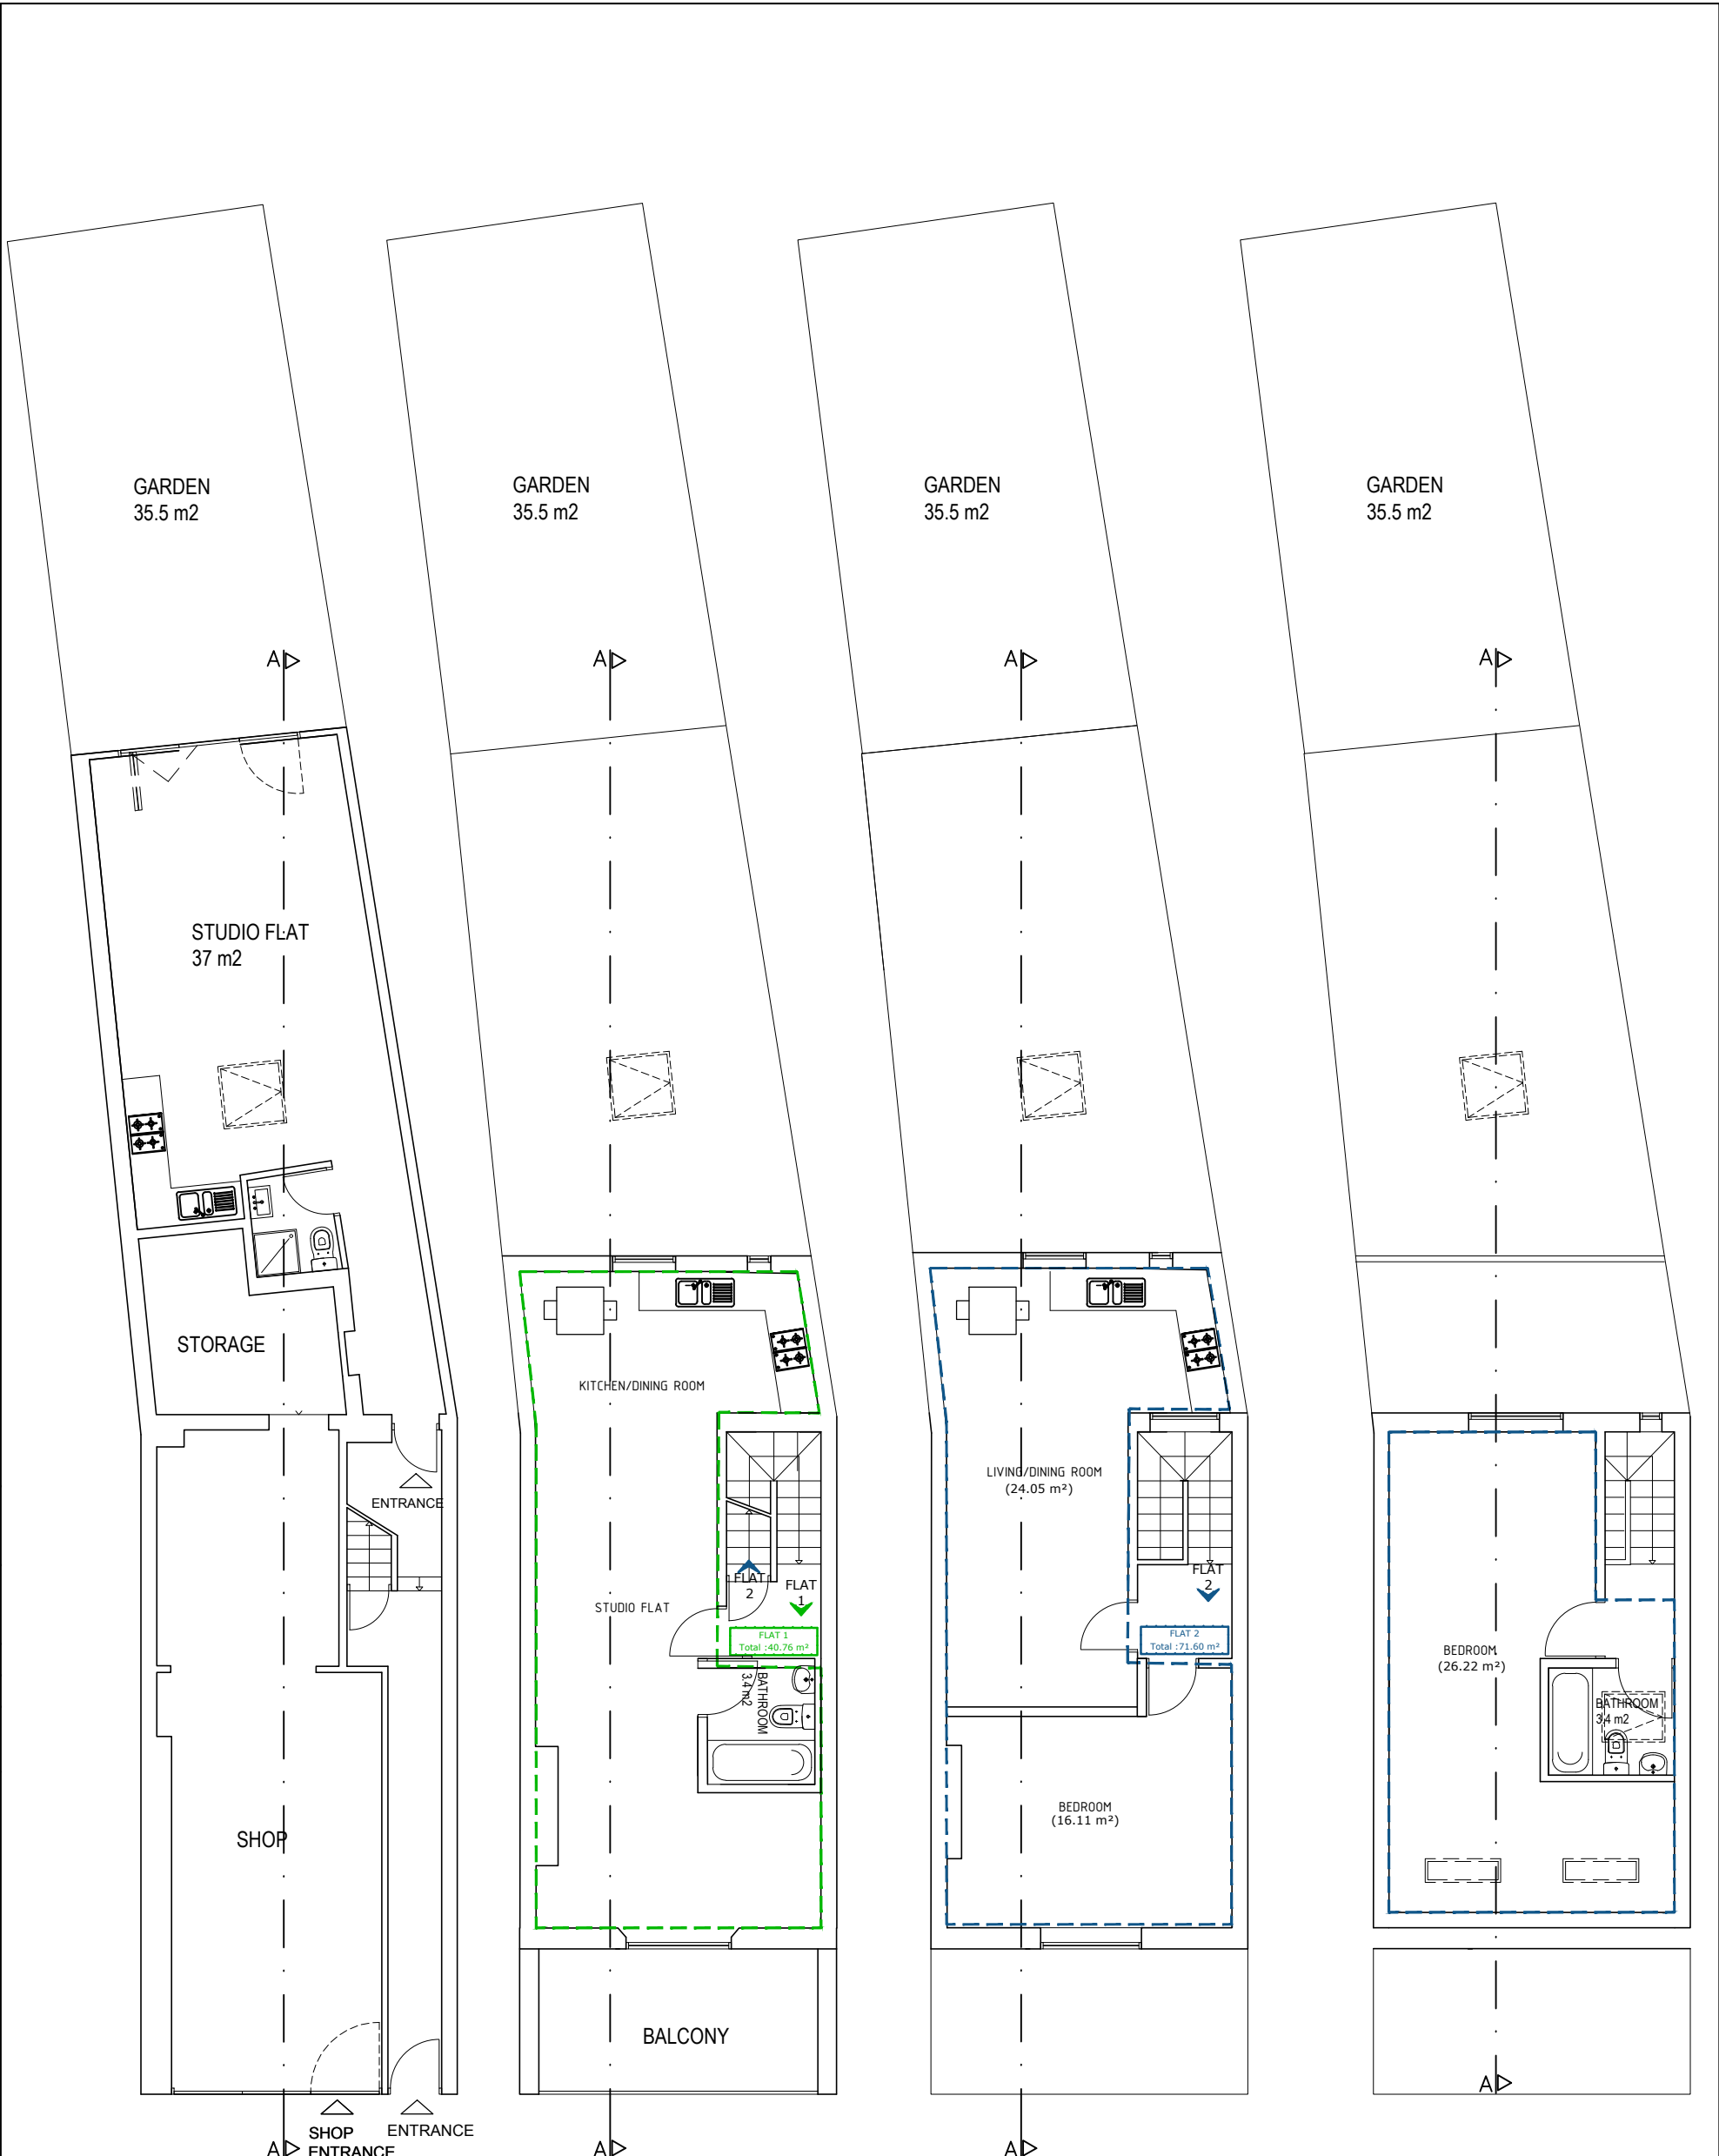 GARDEN
35.5 m2
A
STUDIO FLAT
37 m2
STORAGE
ENTRANCE
SHOP
SHOP
ENTRANCE
ENTRANCE
A
GARDEN
35.5 m2
A
KITCHEN/DINING ROOM
STUDIO FLAT
FLAT
2
FLAT
1
FLAT 1
Total :40.76 m²
BATHROOM
3.4 m2
BALCONY
A
GARDEN
35.5 m2
A
LIVING/DINING ROOM
(24.05 m²)
FLAT
2
FLAT 2
Total :71.60 m²
BEDROOM
(16.11 m²)
A
GARDEN
35.5 m2
A
BEDROOM
(26.22 m²)
BATHROOM
3.4 m2
A